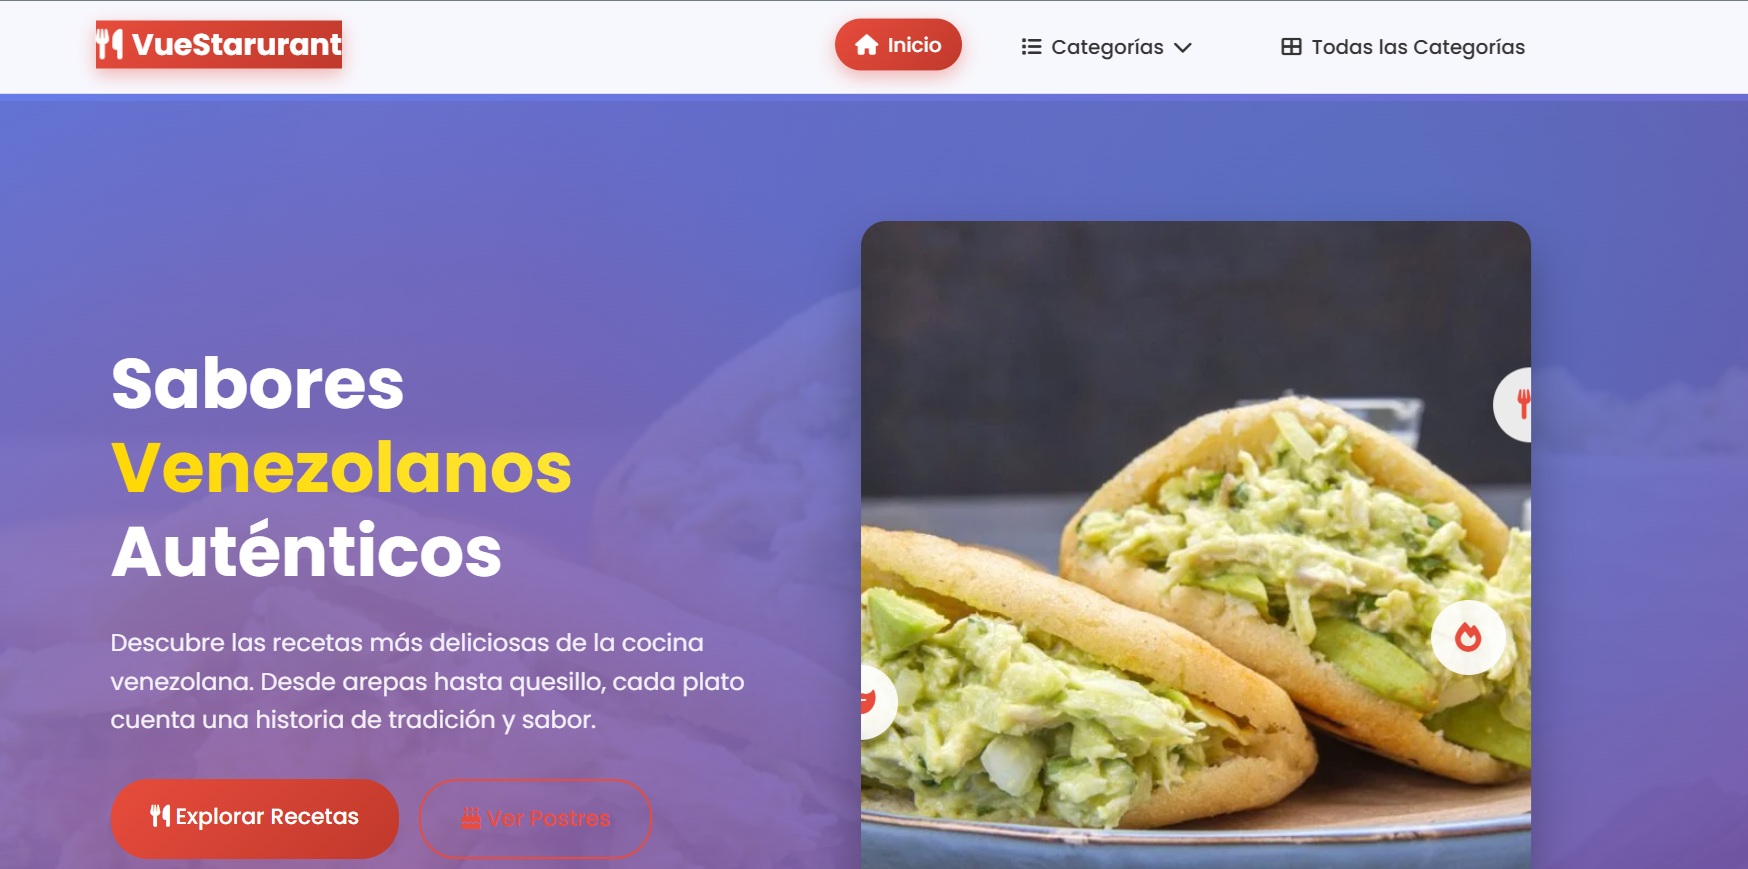 VueStarurant
Inicio
Categorías
Todas las Categorías
Sabores
Venezolanos
Auténticos
Descubre las recetas más deliciosas de la cocina
venezolana. Desde arepas hasta quesillo, cada plato
cuenta una historia de tradición y sabor.
Explorar Recetas
Ver Postres